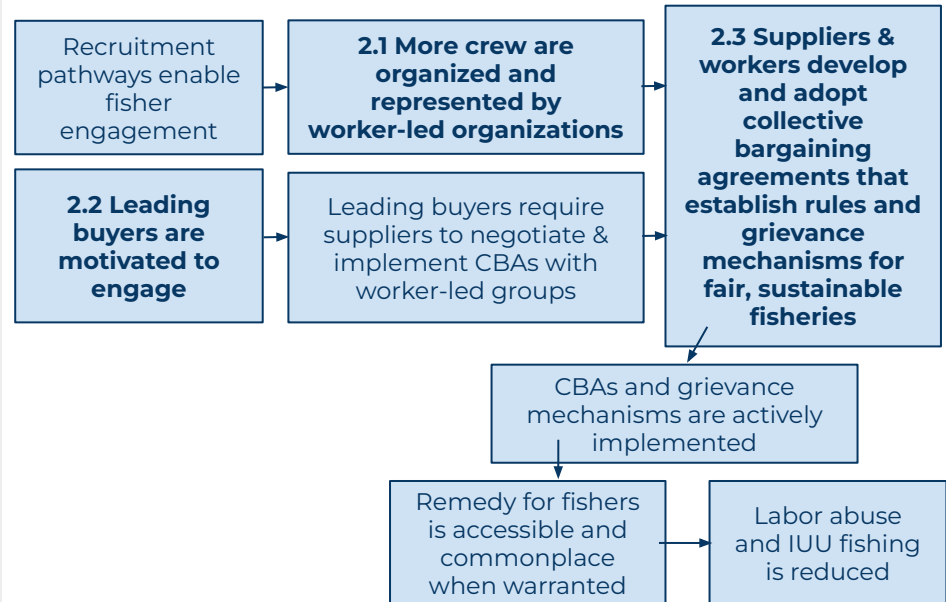 Recruitment
pathways enable
fisher
engagement
2.1 More crew are
organized and
represented by
worker-led organizations
2.2 Leading
buyers are
motivated to
engage
Leading buyers require
suppliers to negotiate &
implement CBAs with
worker-led groups
2.3 Suppliers &
workers develop
and adopt
collective
bargaining
agreements that
establish rules and
grievance
mechanisms for
fair, sustainable
fisheries
CBAs and grievance
mechanisms are actively
implemented
Remedy for fishers
is accessible and
commonplace
when warranted
Labor abuse
and IUU fishing
is reduced